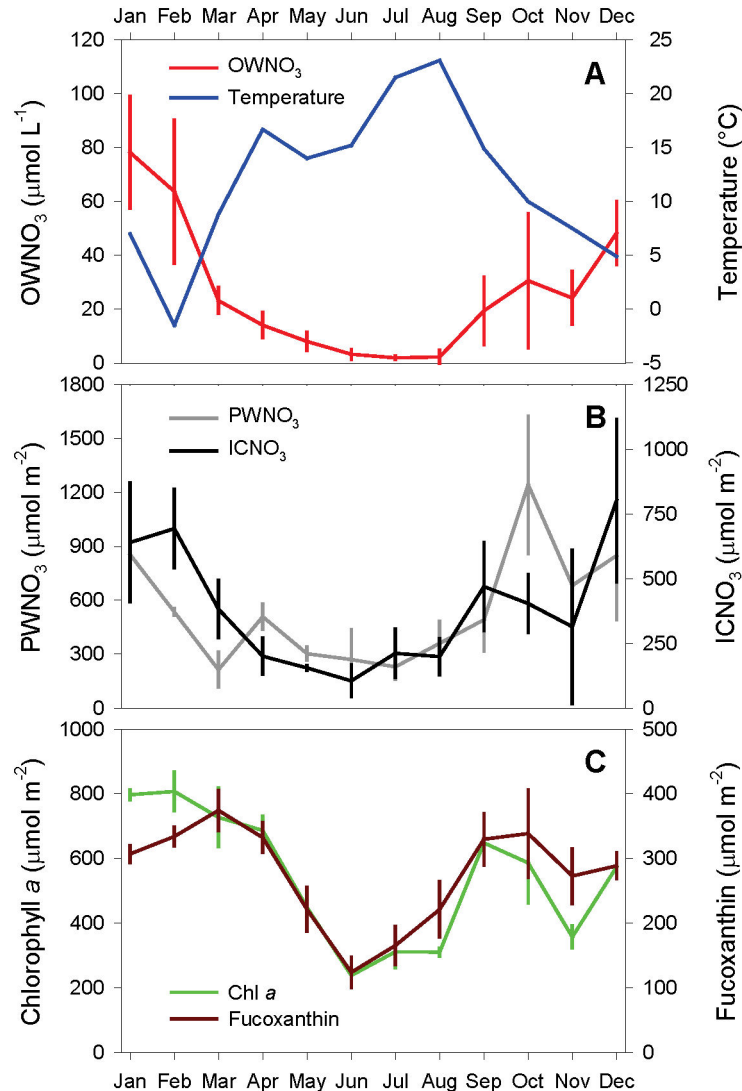 Jan Feb Mar Apr May Jun Jul Aug Sep Oct Nov Dec
120
100
80
60
40
20
0
OWNO₃ (µmol L⁻¹)
OWNO₃
Temperature
A
25
20
15
10
5
0
-5
Temperature (°C)
1800
1500
1200
900
600
300
0
PWNO₃ (µmol m⁻²)
PWNO₃
ICNO₃
B
1250
1000
750
500
250
0
ICNO₃ (µmol m⁻²)
1000
800
600
400
200
0
Chlorophyll a (µmol m⁻²)
C
Chl a
Fucoxanthin
500
400
300
200
100
0
Fucoxanthin (µmol m⁻²)
Jan Feb Mar Apr May Jun Jul Aug Sep Oct Nov Dec